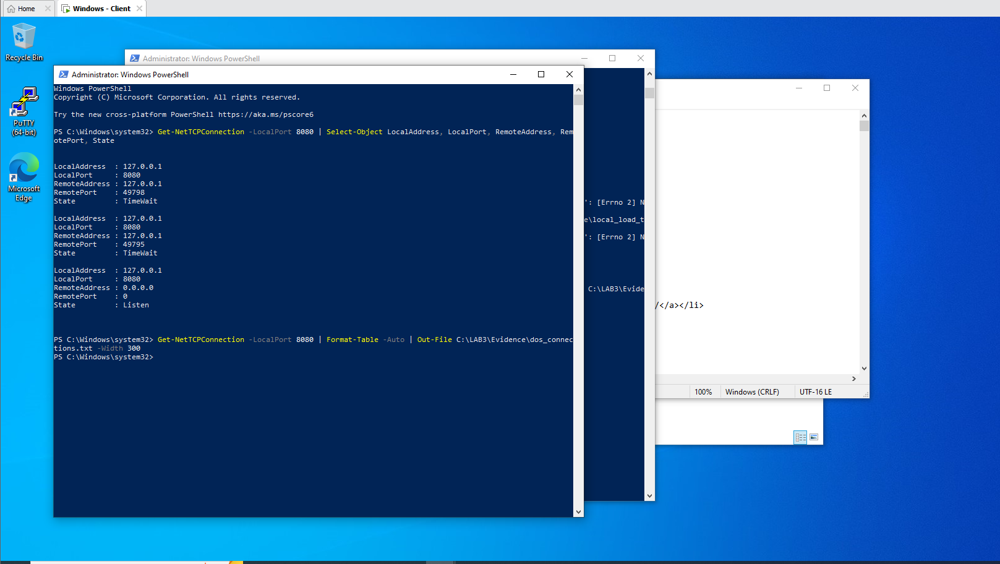 Home
Windows - Client
Recycle Bin
PuTTY
(64-bit)
Microsoft
Edge
Administrator: Windows PowerShell
Administrator: Windows PowerShell
Windows PowerShell
Copyright (C) Microsoft Corporation. All rights reserved.
Try the new cross-platform PowerShell https://aka.ms/pscore6
PS C:\Windows\system32> Get-NetTCPConnection -LocalPort 8080 | Select-Object LocalAddress, LocalPort, RemoteAddress, Rem
otePort, State
LocalAddress  : 127.0.0.1
LocalPort     : 8080
RemoteAddress : 127.0.0.1
RemotePort    : 49798
State         : TimeWait
LocalAddress  : 127.0.0.1
LocalPort     : 8080
RemoteAddress : 127.0.0.1
RemotePort    : 49795
State         : TimeWait
LocalAddress  : 127.0.0.1
LocalPort     : 8080
RemoteAddress : 0.0.0.0
RemotePort    : 0
State         : Listen
PS C:\Windows\system32> Get-NetTCPConnection -LocalPort 8080 | Format-Table -Auto | Out-File C:\LAB3\Evidence\dos_connec
tions.txt -Width 300
PS C:\Windows\system32>
': [Errno 2] N
e\local_load_t
': [Errno 2] N
C:\LAB3\Evide
/</a></li>
100%
Windows (CRLF)
UTF-16 LE